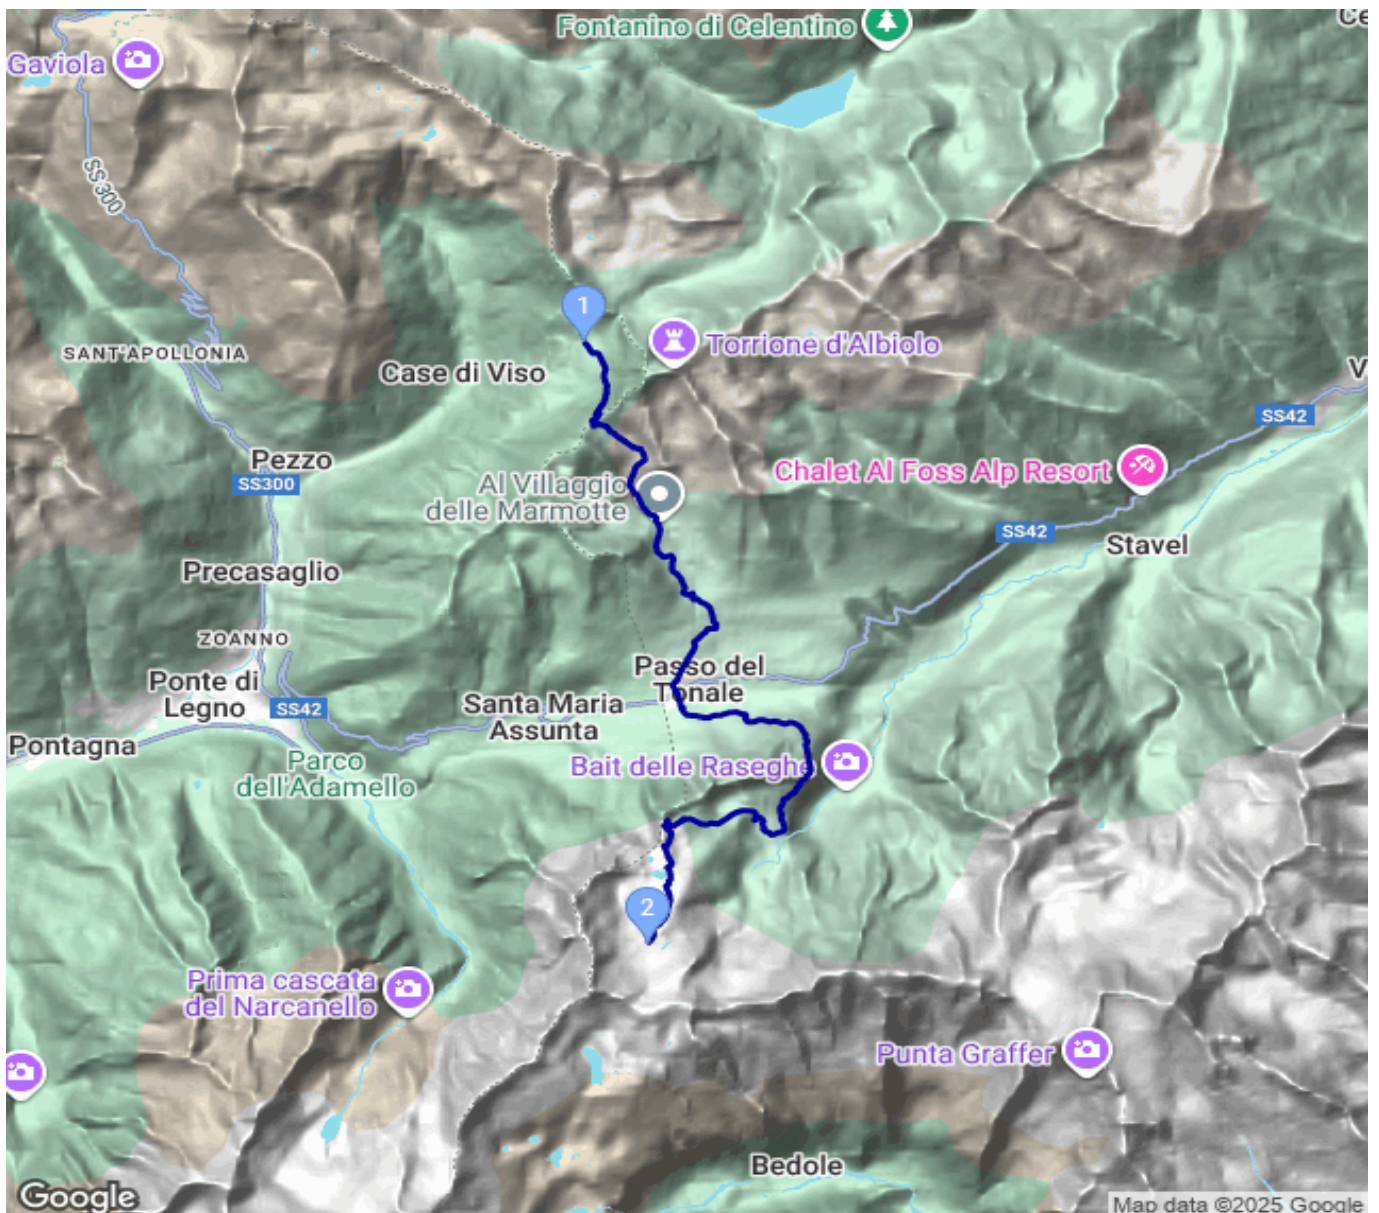 Fontanino di Celentino
Ce
Gaviola
SS300
1
SANT'APOLLONIA
Torrione d'Albiolo
Case di Viso
V
SS42
Pezzo
SS300
Chalet Al Foss Alp Resort
Al Villaggio
delle Marmotte
SS42
Stavel
Precasaglio
ZOANNO
Passo del
Tonale
Ponte di
Legno
SS42
Santa Maria
Assunta
Pontagna
Parco
dell'Adamello
Bait delle Raseghe
2
Prima cascata
del Narcanello
Punta Graffer
Bedole
Google
Map data ©2025 Google